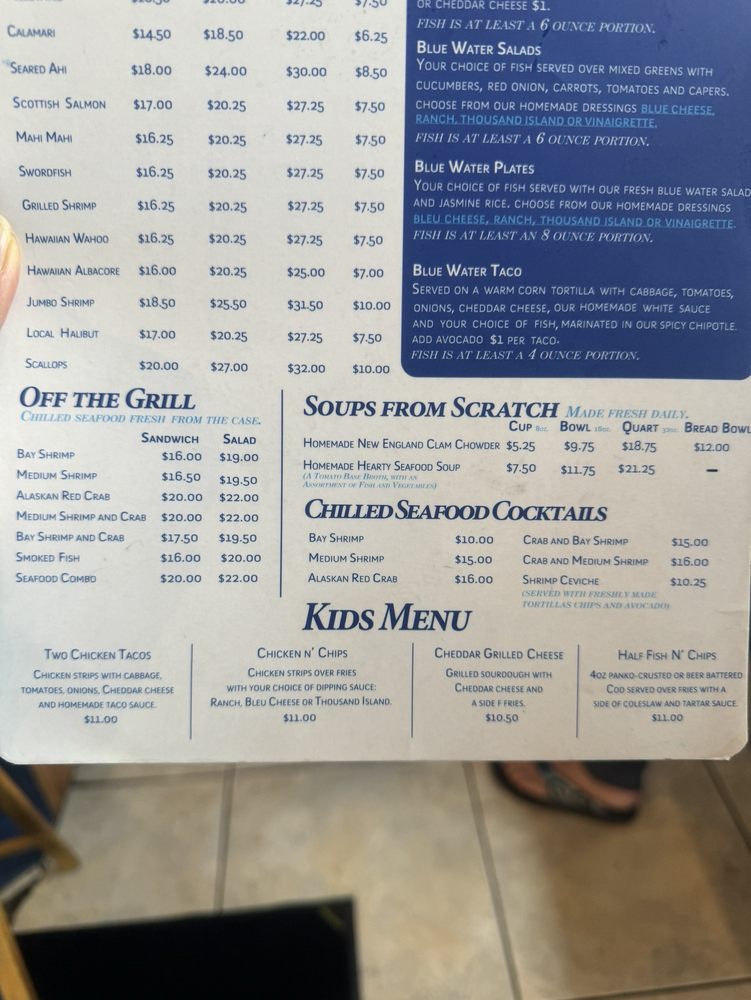 $27.25 $7.50
CALAMARI $14.50 $18.50 $22.00 $6.25
SEARED AHI $18.00 $24.00 $30.00 $8.50
SCOTTISH SALMON $17.00 $20.25 $27.25 $7.50
MAHI MAHI $16.25 $20.25 $27.25 $7.50
SWORDFISH $16.25 $20.25 $27.25 $7.50
GRILLED SHRIMP $16.25 $20.25 $27.25 $7.50
HAWAIIAN WAHOO $16.25 $20.25 $27.25 $7.50
HAWAIIAN ALBACORE $16.00 $20.25 $25.00 $7.00
JUMBO SHRIMP $18.50 $25.50 $31.50 $10.00
LOCAL HALIBUT $17.00 $20.25 $27.25 $7.50
SCALLOPS $20.00 $27.00 $32.00 $10.00
OR CHEDDAR CHEESE $1.
FISH IS AT LEAST A 6 OUNCE PORTION.
BLUE WATER SALADS
YOUR CHOICE OF FISH SERVED OVER MIXED GREENS WITH
CUCUMBERS, RED ONION, CARROTS, TOMATOES AND CAPERS.
CHOOSE FROM OUR HOMEMADE DRESSINGS BLUE CHEESE,
RANCH, THOUSAND ISLAND OR VINAIGRETTE.
FISH IS AT LEAST A 6 OUNCE PORTION.
BLUE WATER PLATES
YOUR CHOICE OF FISH SERVED WITH OUR FRESH BLUE WATER SALAD
AND JASMINE RICE. CHOOSE FROM OUR HOMEMADE DRESSINGS
BLEU CHEESE, RANCH, THOUSAND ISLAND OR VINAIGRETTE.
FISH IS AT LEAST AN 8 OUNCE PORTION.
BLUE WATER TACO
SERVED ON A WARM CORN TORTILLA WITH CABBAGE, TOMATOES,
ONIONS, CHEDDAR CHEESE, OUR HOMEMADE WHITE SAUCE
AND YOUR CHOICE OF FISH, MARINATED IN OUR SPICY CHIPOTLE.
ADD AVOCADO $1 PER TACO.
FISH IS AT LEAST A 4 OUNCE PORTION.
OFF THE GRILL
CHILLED SEAFOOD FRESH FROM THE CASE.
SANDWICH SALAD
BAY SHRIMP $16.00 $19.00
MEDIUM SHRIMP $16.50 $19.50
ALASKAN RED CRAB $20.00 $22.00
MEDIUM SHRIMP AND CRAB $20.00 $22.00
BAY SHRIMP AND CRAB $17.50 $19.50
SMOKED FISH $16.00 $20.00
SEAFOOD COMBO $20.00 $22.00
SOUPS FROM SCRATCH MADE FRESH DAILY.
CUP 8oz. BOWL 16oz. QUART 32oz. BREAD BOWL
HOMEMADE NEW ENGLAND CLAM CHOWDER $5.25 $9.75 $18.75 $12.00
HOMEMADE HEARTY SEAFOOD SOUP $7.50 $11.75 $21.25 –
(A TOMATO BASE BROTH, WITH AN
ASSORTMENT OF FISH AND VEGETABLES)
CHILLED SEAFOOD COCKTAILS
BAY SHRIMP $10.00
MEDIUM SHRIMP $15.00
ALASKAN RED CRAB $16.00
CRAB AND BAY SHRIMP $15.00
CRAB AND MEDIUM SHRIMP $16.00
SHRIMP CEVICHE $10.25
(SERVED WITH FRESHLY MADE
TORTILLAS CHIPS AND AVOCADO)
KIDS MENU
TWO CHICKEN TACOS
CHICKEN STRIPS WITH CABBAGE,
TOMATOES, ONIONS, CHEDDAR CHEESE
AND HOMEMADE TACO SAUCE.
$11.00
CHICKEN N' CHIPS
CHICKEN STRIPS OVER FRIES
WITH YOUR CHOICE OF DIPPING SAUCE:
RANCH, BLEU CHEESE OR THOUSAND ISLAND.
$11.00
CHEDDAR GRILLED CHEESE
GRILLED SOURDOUGH WITH
CHEDDAR CHEESE AND
A SIDE F FRIES.
$10.50
HALF FISH N' CHIPS
4OZ PANKO-CRUSTED OR BEER BATTERED
COD SERVED OVER FRIES WITH A
SIDE OF COLESLAW AND TARTAR SAUCE.
$11.00